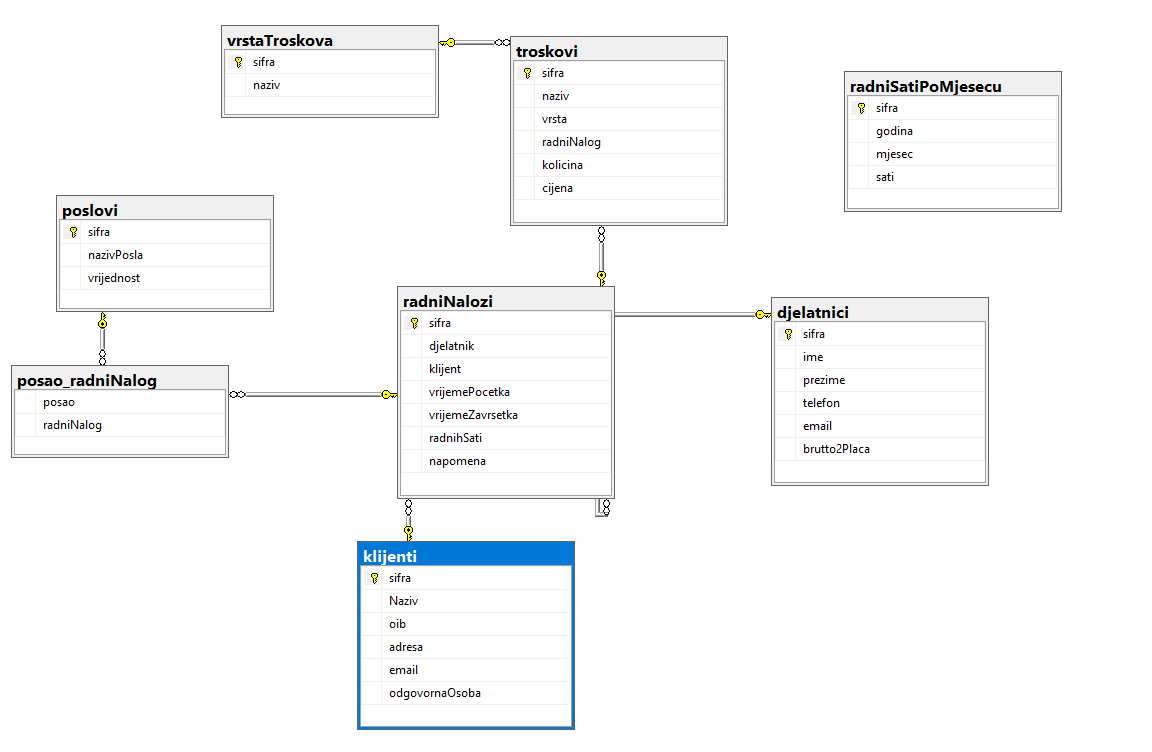 vrstaTroskova
sifra
naziv
troskovi
sifra
naziv
vrsta
radniNalog
kolicina
cijena
radniSatiPoMjesecu
sifra
godina
mjesec
sati
poslovi
sifra
nazivPosla
vrijednost
radniNalozi
sifra
djelatnik
klijent
vrijemePocetka
vrijemeZavrsetka
radnihSati
napomena
djelatnici
sifra
ime
prezime
telefon
email
brutto2Placa
posao_radniNalog
posao
radniNalog
klijenti
sifra
Naziv
oib
adresa
email
odgovornaOsoba